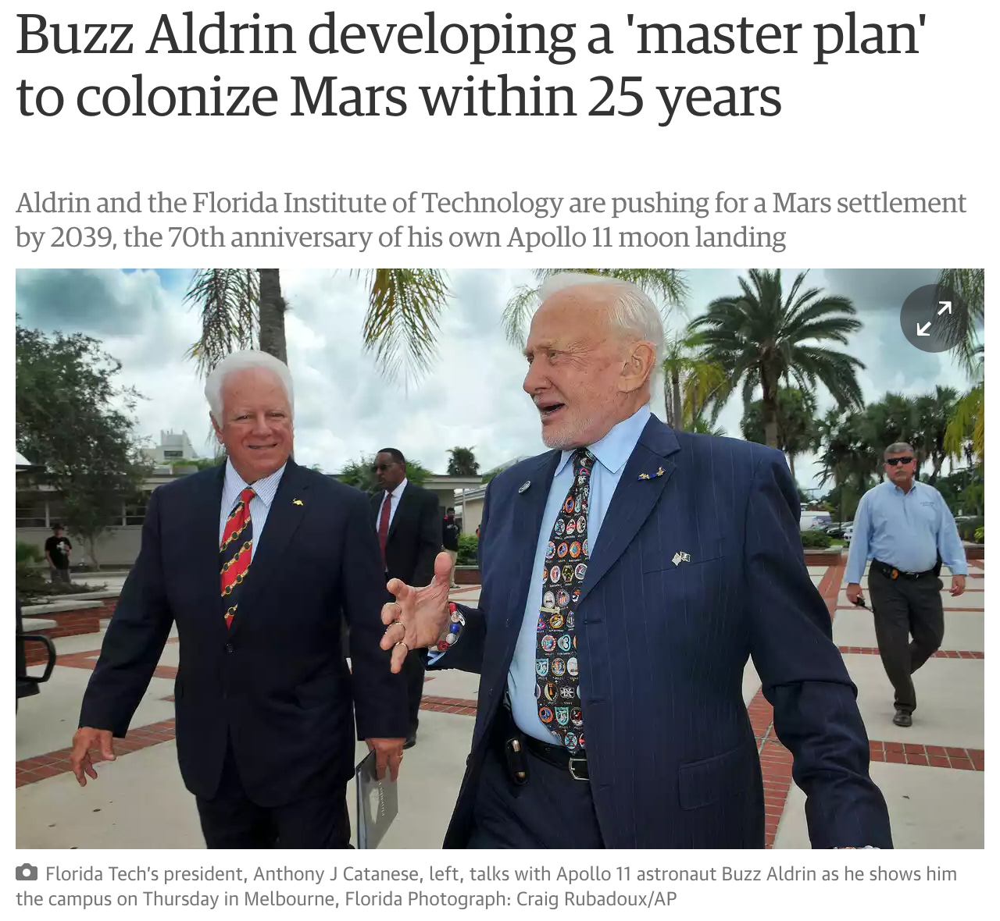 Buzz Aldrin developing a 'master plan'
to colonize Mars within 25 years
Aldrin and the Florida Institute of Technology are pushing for a Mars settlement
by 2039, the 70th anniversary of his own Apollo 11 moon landing
Florida Tech’s president, Anthony J Catanese, left, talks with Apollo 11 astronaut Buzz Aldrin as he shows him
the campus on Thursday in Melbourne, Florida Photograph: Craig Rubadoux/AP